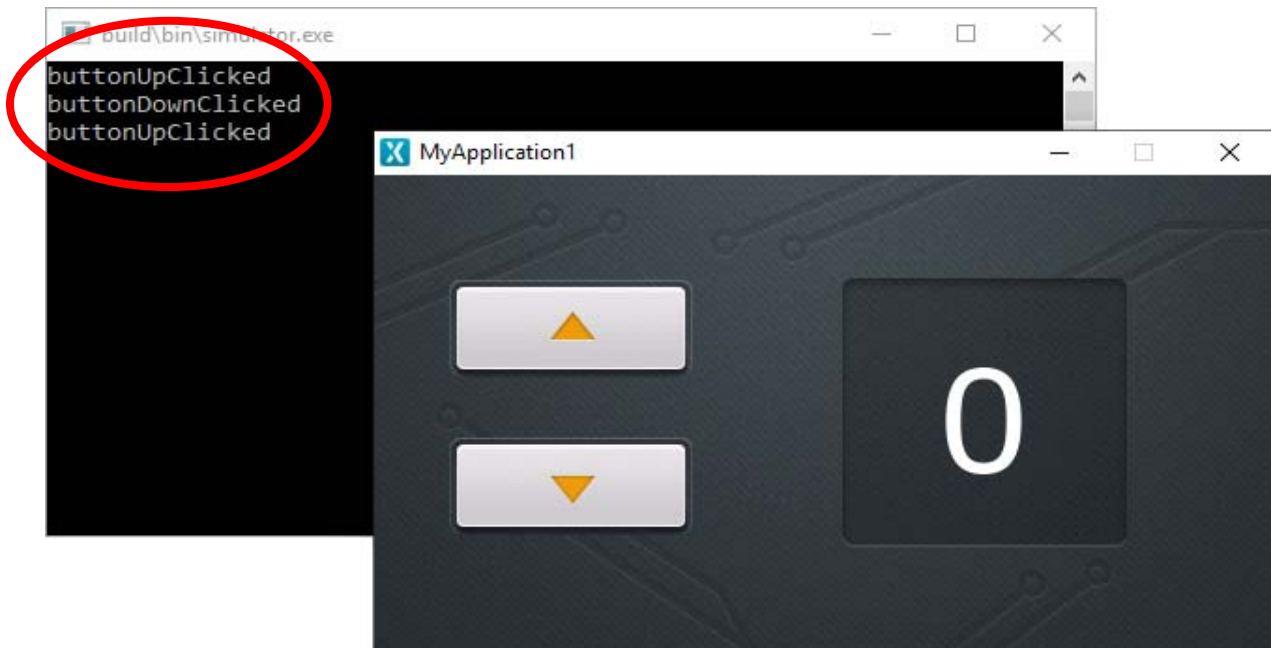 build\bin\simulator.exe
buttonUpClicked
buttonDownClicked
buttonUpClicked
MyApplication1
0